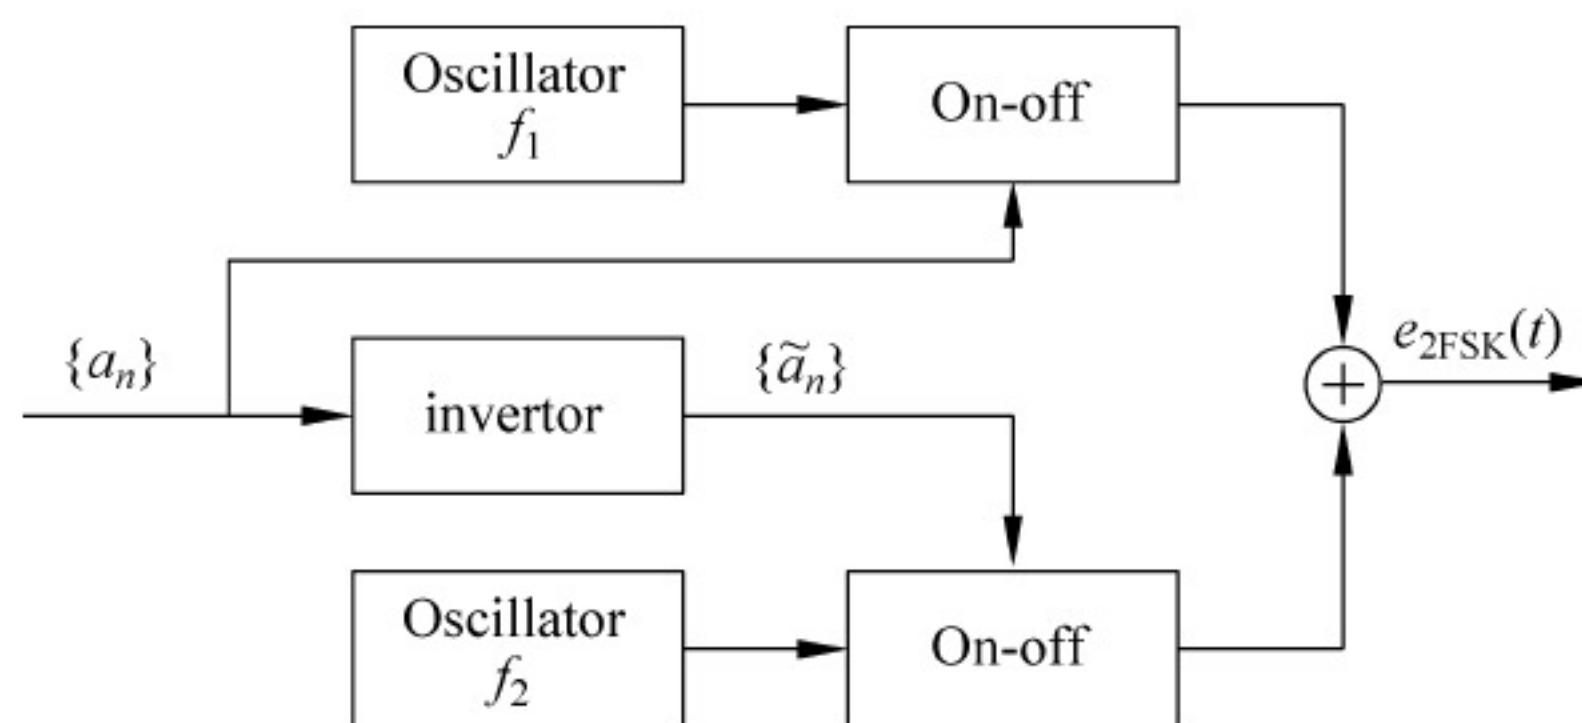 Oscillator
f₁
On-off
{aₙ}
invertor
{ãₙ}
e₂FSK(t)
+
Oscillator
f₂
On-off